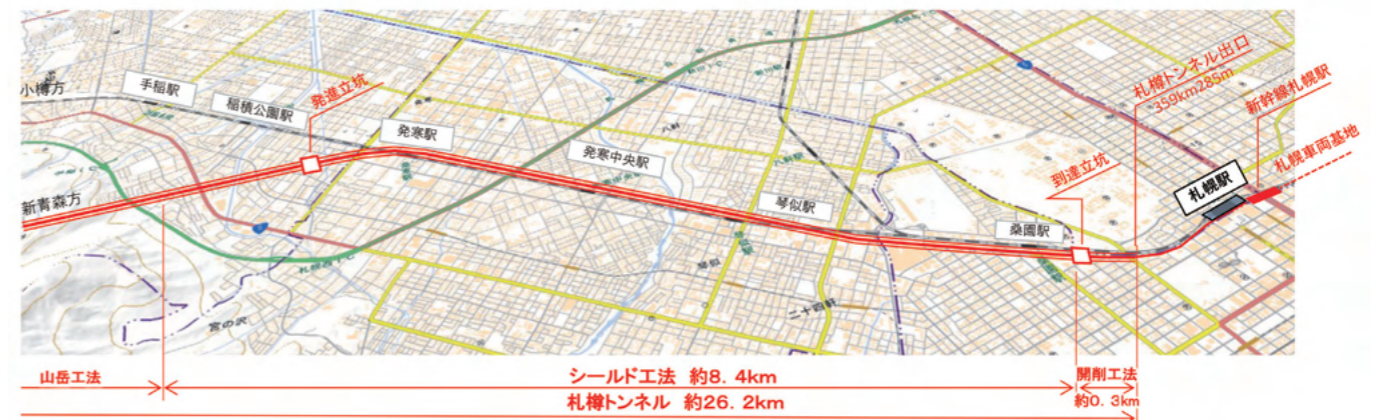 小樽方
手稲駅
稲積公園駅
発進立坑
発寒駅
発寒中央駅
琴似駅
桑園駅
到達立坑
札樽トンネル出口
359km285m
新幹線札幌駅
札幌車両基地
札幌駅
新青森方
宮の沢
琴似
二十四軒
八軒
山岳工法
シールド工法 約8.4km
開削工法
約0.3km
札樽トンネル 約26.2km